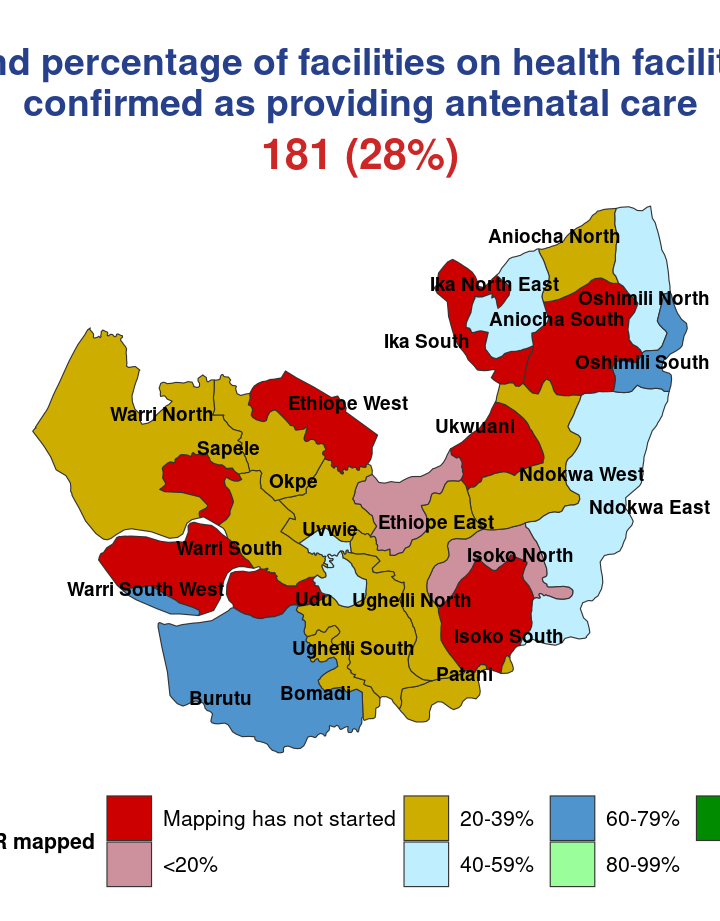 nd percentage of facilities on health facilit
confirmed as providing antenatal care
181 (28%)
Aniocha North
Ika North East
Oshimili North
Aniocha South
Ika South
Oshimili South
Ethiope West
Warri North
Ukwuani
Sapele
Ndokwa West
Okpe
Ndokwa East
Ethiope East
Uvwie
Warri South
Isoko North
Warri South West
Udu
Ughelli North
Isoko South
Ughelli South
Patani
Bomadi
Burutu
R mapped
Mapping has not started
20-39%
60-79%
<20%
40-59%
80-99%